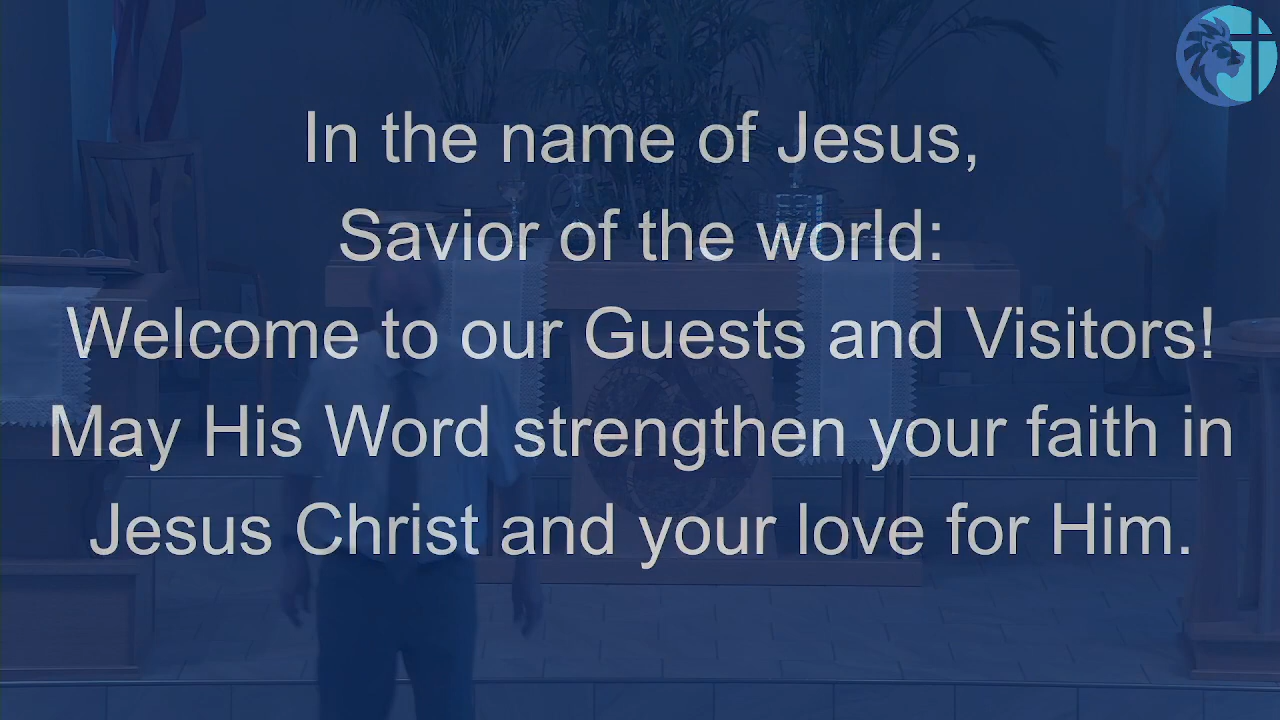 In the name of Jesus,
Savior of the world:
Welcome to our Guests and Visitors!
May His Word strengthen your faith in
Jesus Christ and your love for Him.